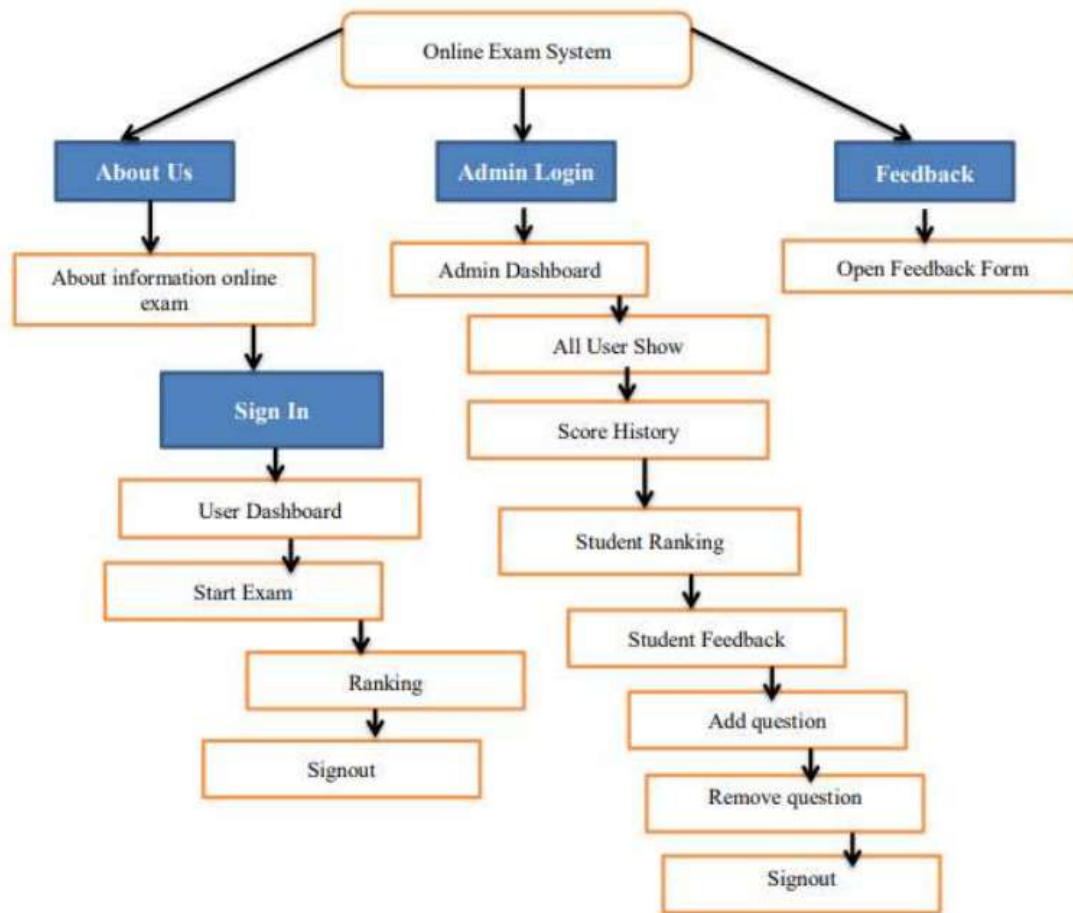 Online Exam System
About Us
Admin Login
Feedback
About information online
exam
Admin Dashboard
Open Feedback Form
All User Show
Sign In
Score History
User Dashboard
Student Ranking
Start Exam
Student Feedback
Ranking
Add question
Signout
Remove question
Signout